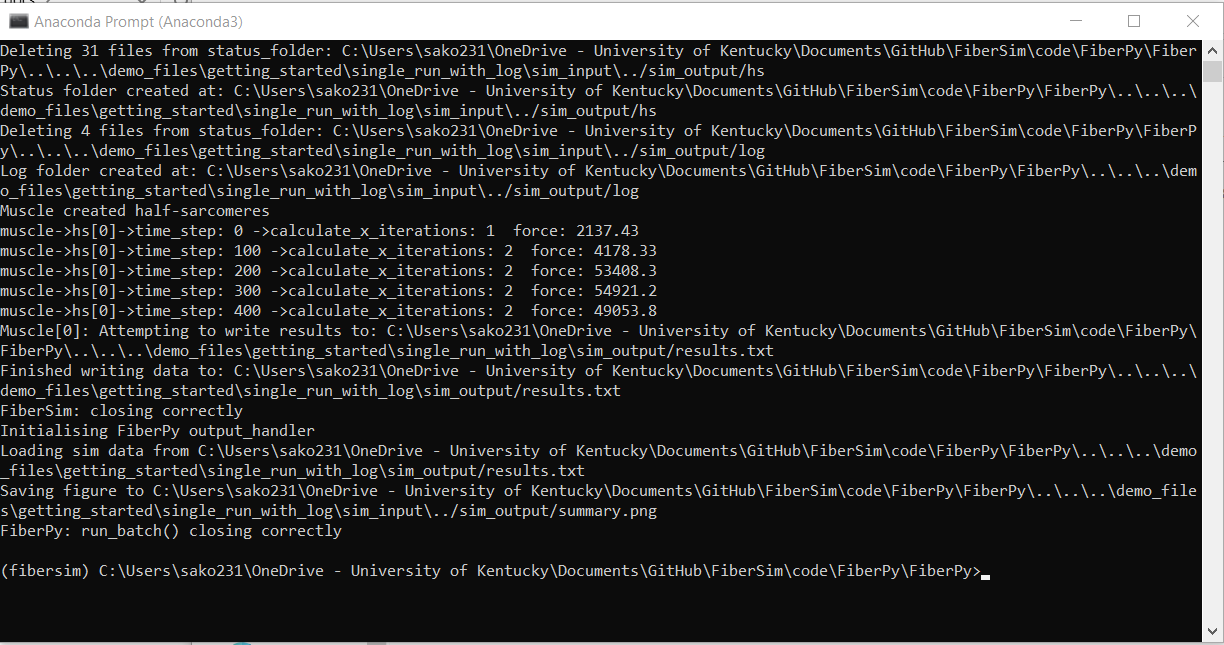 Anaconda Prompt (Anaconda3)
Deleting 31 files from status_folder: C:\Users\sako231\OneDrive - University of Kentucky\Documents\GitHub\FiberSim\code\FiberPy\Fiber
Py\..\..\..\demo_files\getting_started\single_run_with_log\sim_input\../sim_output/hs
Status folder created at: C:\Users\sako231\OneDrive - University of Kentucky\Documents\GitHub\FiberSim\code\FiberPy\FiberPy\..\..\..\
demo_files\getting_started\single_run_with_log\sim_input\../sim_output/hs
Deleting 4 files from status_folder: C:\Users\sako231\OneDrive - University of Kentucky\Documents\GitHub\FiberSim\code\FiberPy\FiberP
y\..\..\..\demo_files\getting_started\single_run_with_log\sim_input\../sim_output/log
Log folder created at: C:\Users\sako231\OneDrive - University of Kentucky\Documents\GitHub\FiberSim\code\FiberPy\FiberPy\..\..\..\dem
o_files\getting_started\single_run_with_log\sim_input\../sim_output/log
Muscle created half-sarcomeres
muscle->hs[0]->time_step: 0 ->calculate_x_iterations: 1  force: 2137.43
muscle->hs[0]->time_step: 100 ->calculate_x_iterations: 2  force: 4178.33
muscle->hs[0]->time_step: 200 ->calculate_x_iterations: 2  force: 53408.3
muscle->hs[0]->time_step: 300 ->calculate_x_iterations: 2  force: 54921.2
muscle->hs[0]->time_step: 400 ->calculate_x_iterations: 2  force: 49053.8
Muscle[0]: Attempting to write results to: C:\Users\sako231\OneDrive - University of Kentucky\Documents\GitHub\FiberSim\code\FiberPy\
FiberPy\..\..\..\demo_files\getting_started\single_run_with_log\sim_output/results.txt
Finished writing data to: C:\Users\sako231\OneDrive - University of Kentucky\Documents\GitHub\FiberSim\code\FiberPy\FiberPy\..\..\..\
demo_files\getting_started\single_run_with_log\sim_output/results.txt
FiberSim: closing correctly
Initialising FiberPy output_handler
Loading sim data from C:\Users\sako231\OneDrive - University of Kentucky\Documents\GitHub\FiberSim\code\FiberPy\FiberPy\..\..\..\demo
_files\getting_started\single_run_with_log\sim_output/results.txt
Saving figure to C:\Users\sako231\OneDrive - University of Kentucky\Documents\GitHub\FiberSim\code\FiberPy\FiberPy\..\..\..\demo_file
s\getting_started\single_run_with_log\sim_input\../sim_output/summary.png
FiberPy: run_batch() closing correctly
(fibersim) C:\Users\sako231\OneDrive - University of Kentucky\Documents\GitHub\FiberSim\code\FiberPy\FiberPy>